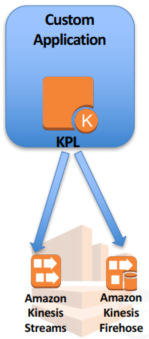 Custom
Application
K
KPL
Amazon
Kinesis
Streams
Amazon
Kinesis
Firehose